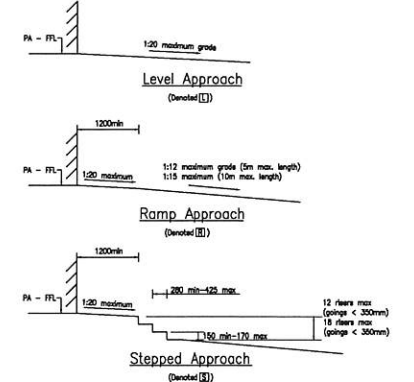 PA - FFL
1:20 maximum grade
Level Approach
(Denoted L)
1200min
PA - FFL
1:20 maximum
1:12 maximum grade (5m max. length)
1:15 maximum (10m max. length)
Ramp Approach
(Denoted R)
1200min
280 min-425 max
PA - FFL
1:20 maximum
12 risers max
(goings < 350mm)
18 risers max
(goings < 350mm)
150 min-170 max
Stepped Approach
(Denoted S)